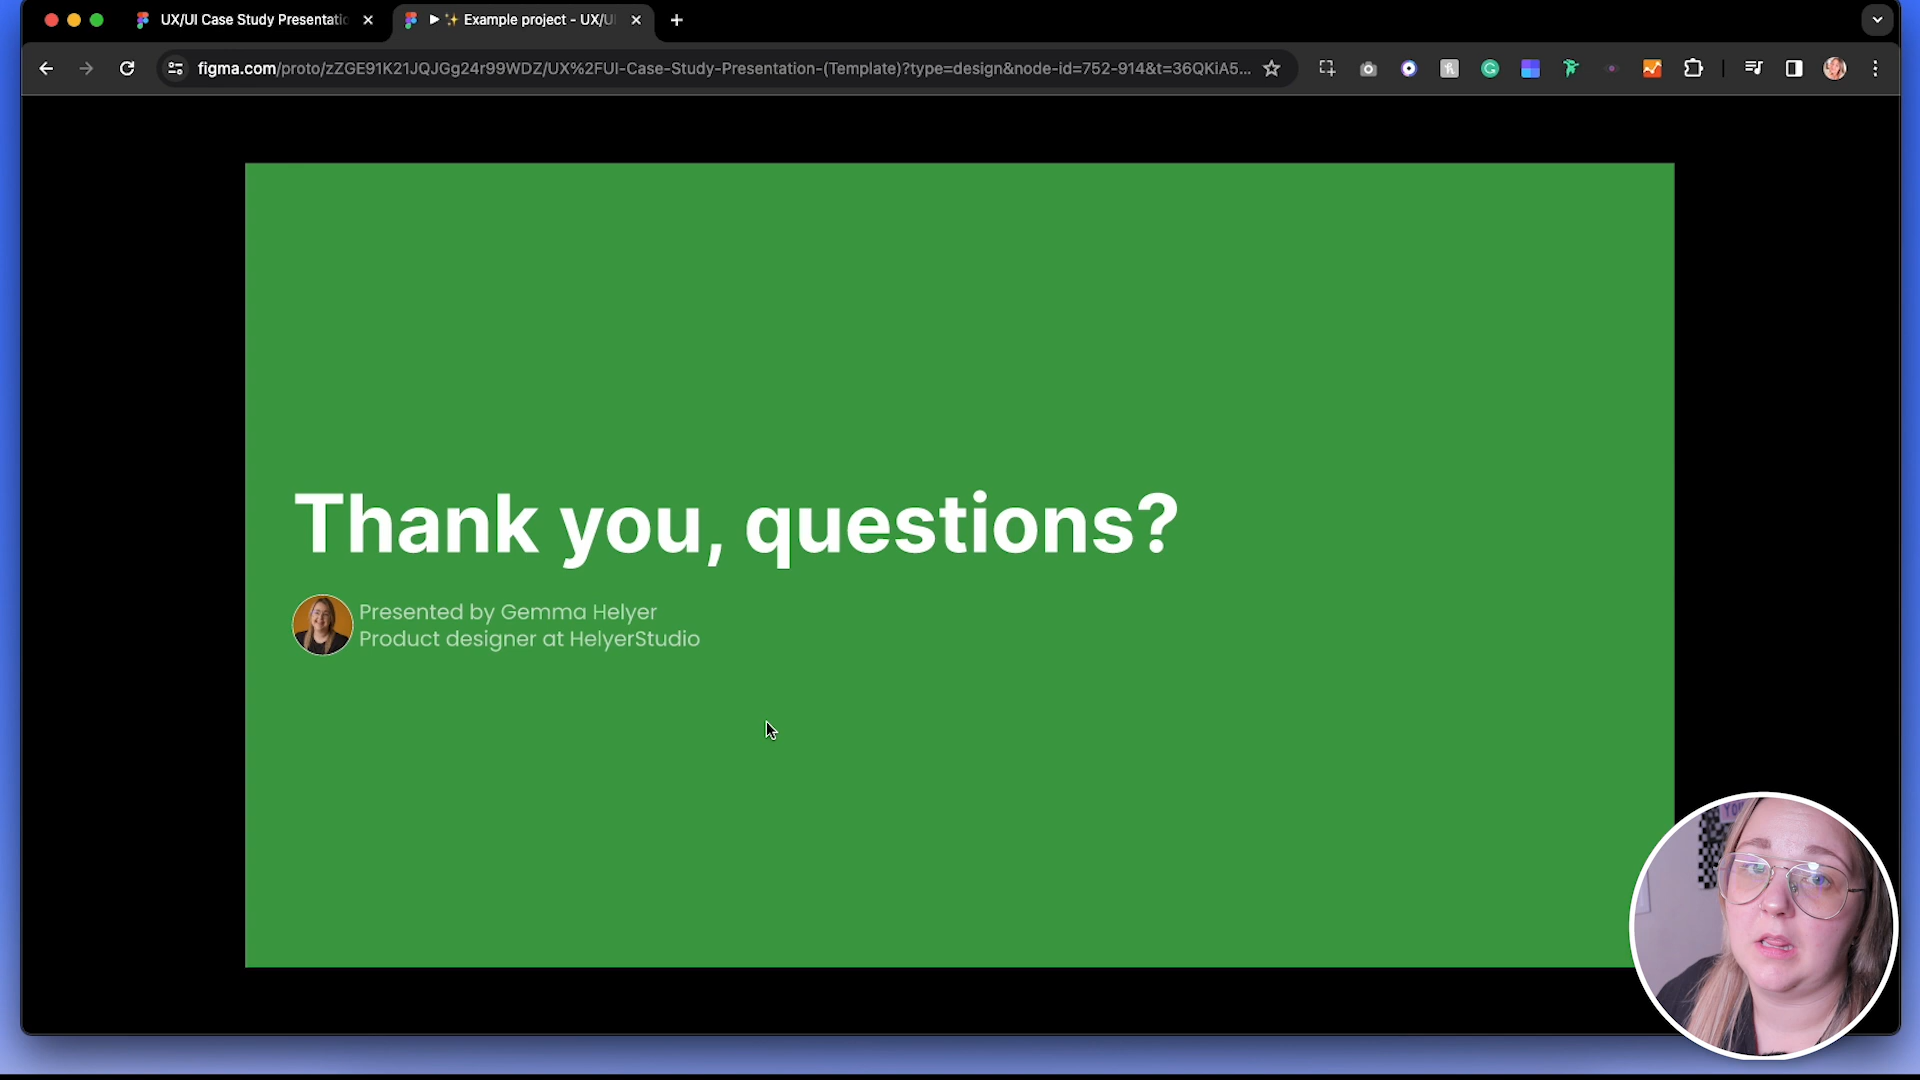 UX/UI Case Study Presentatio
▶ ✨ Example project - UX/U
figma.com/proto/zZGE91K21JQJGg24r99WDZ/UX%2FUI-Case-Study-Presentation-(Template)?type=design&node-id=752-914&t=36QKiA5...
Thank you, questions?
Presented by Gemma Helyer
Product designer at HelyerStudio